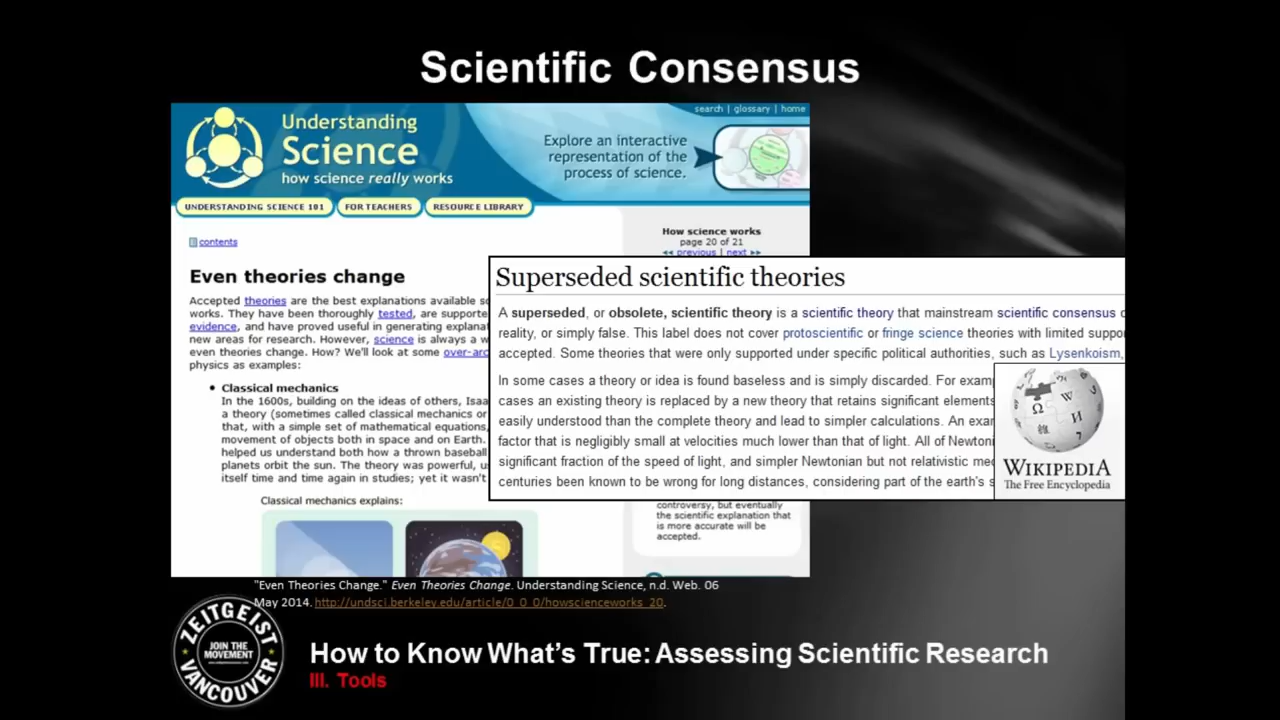 Scientific Consensus
search | glossary | home
Understanding
Science
how science really works
Explore an interactive
representation of the
process of science.
UNDERSTANDING SCIENCE 101
FOR TEACHERS
RESOURCE LIBRARY
contents
How science works
page 20 of 21
previous | next
Even theories change
Accepted theories are the best explanations available so
works. They have been thoroughly tested, are supporte
evidence, and have proved useful in generating explanat
new areas for research. However, science is always a w
even theories change. How? We'll look at some over-arc
physics as examples:
• Classical mechanics
In the 1600s, building on the ideas of others, Isaa
a theory (sometimes called classical mechanics or
that, with a simple set of mathematical equations,
movement of objects both in space and on Earth.
helped us understand both how a thrown baseball
planets orbit the sun. The theory was powerful, u
itself time and time again in studies; yet it wasn't
Classical mechanics explains:
Superseded scientific theories
A superseded, or obsolete, scientific theory is a scientific theory that mainstream scientific consensus
reality, or simply false. This label does not cover protoscientific or fringe science theories with limited suppo
accepted. Some theories that were only supported under specific political authorities, such as Lysenkoism,
In some cases a theory or idea is found baseless and is simply discarded. For examp
cases an existing theory is replaced by a new theory that retains significant elements
easily understood than the complete theory and lead to simpler calculations. An exar
factor that is negligibly small at velocities much lower than that of light. All of Newtoni
significant fraction of the speed of light, and simpler Newtonian but not relativistic med
centuries been known to be wrong for long distances, considering part of the earth's s
WIKIPEDIA
The Free Encyclopedia
controversy, but eventually
the scientific explanation that
is more accurate will be
accepted.
"Even Theories Change." Even Theories Change. Understanding Science, n.d. Web. 06
May 2014. http://undsci.berkeley.edu/article/0_0_0/howscienceworks_20.
ZEITGEIST
JOIN THE
MOVEMENT
VANCOUVER
How to Know What's True: Assessing Scientific Research
III. Tools